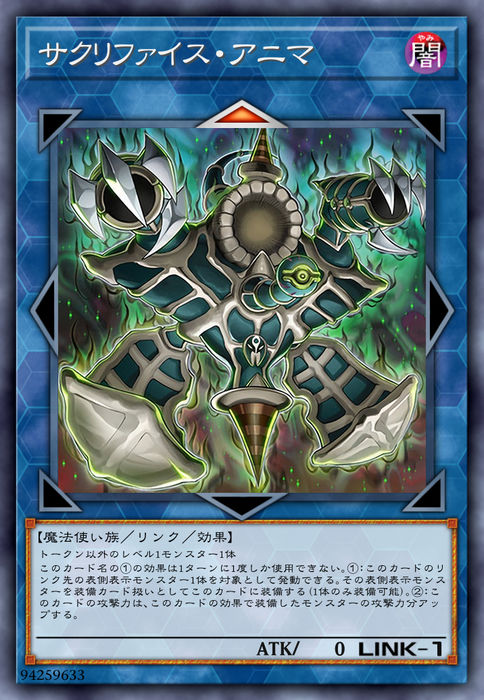 サクリファイス・アニマ
やみ
闇
【魔法使い族／リンク／効果】
トークン以外のレベル1モンスター1体
このカード名の①の効果は1ターンに1度しか使用できない。①：このカードのリ
ンク先の表側表示モンスター1体を対象として発動できる。その表側表示モンス
ターを装備カード扱いとしてこのカードに装備する（1体のみ装備可能）。②：こ
のカードの攻撃力は、このカードの効果で装備したモンスターの攻撃力分アッ
プする。
ATK/ 0 LINK-1
94259633